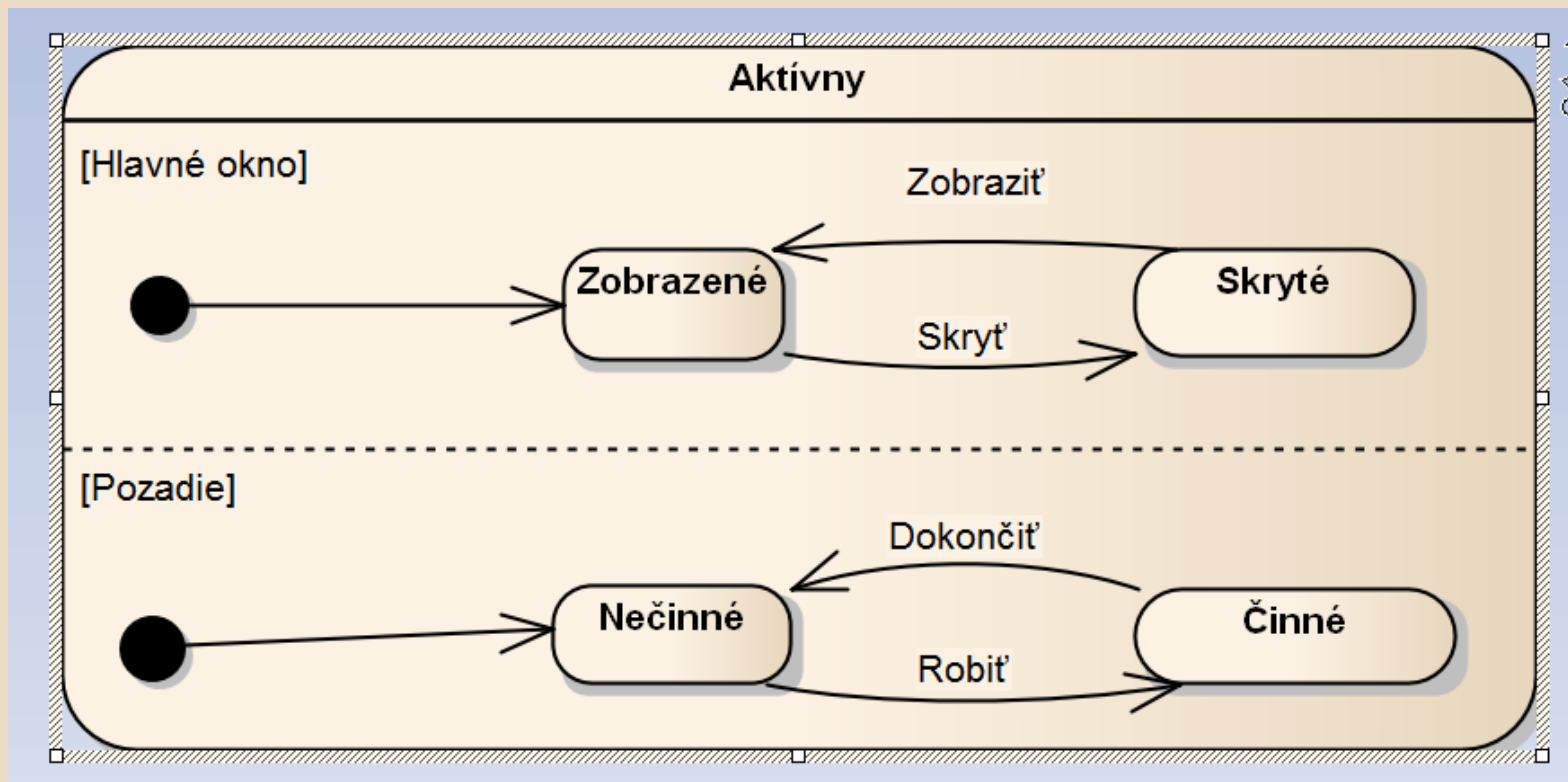 Aktívny
[Hlavné okno]
Zobraziť
Zobrazené
Skryté
Skryť
[Pozadie]
Dokončiť
Nečinné
Činné
Robiť